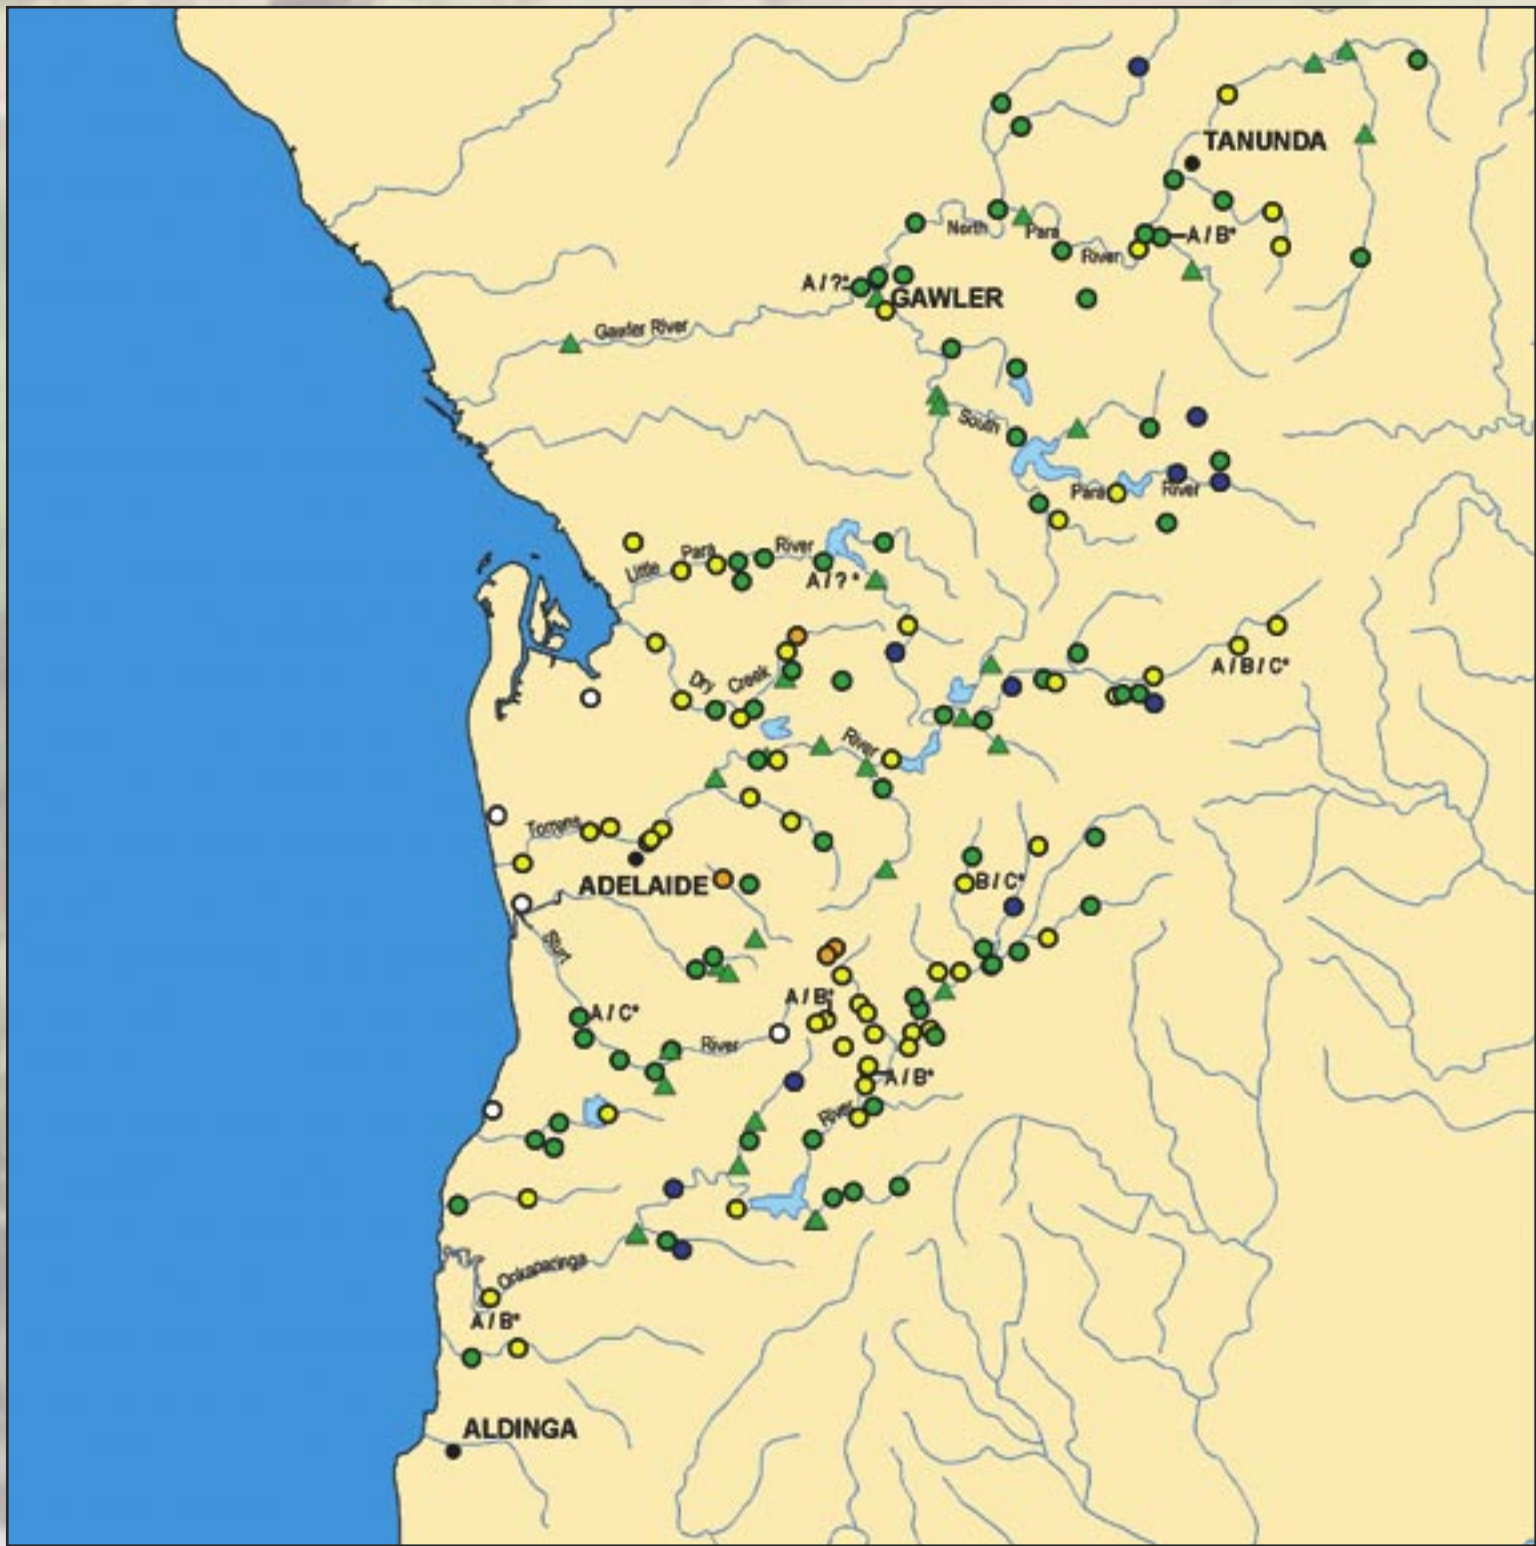 TANUNDA
North
Para
River
A / B*
A / ?*
GAWLER
Gawler River
South
Para
River
Little
Para
River
A / ? *
Dry
Creek
A / B / C*
River
Torrens
ADELAIDE
B / C*
Sturt
A / B*
A / C*
River
A / B*
River
Onkaparinga
A / B*
ALDINGA